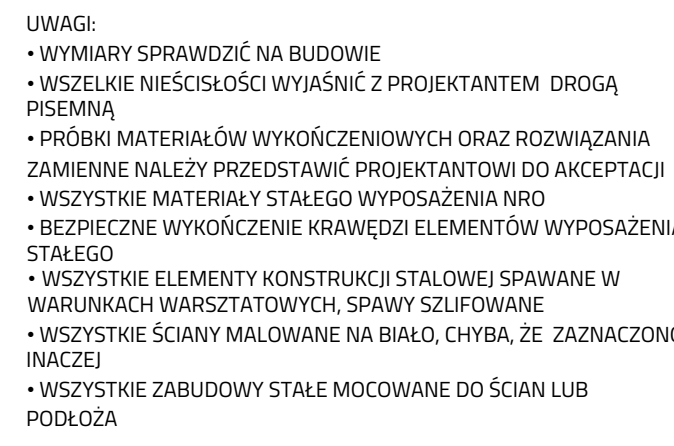 UWAGI:
• WYMIARY SPRAWDZIĆ NA BUDOWIE
• WSZELKIE NIEŚCISŁOŚCI WYJAŚNIĆ Z PROJEKTANTEM DROGĄ
PISEMNĄ
• PRÓBKI MATERIAŁÓW WYKOŃCZENIOWYCH ORAZ ROZWIĄZANIA
ZAMIENNE NALEŻY PRZEDSTAWIĆ PROJEKTANTOWI DO AKCEPTACJI
• WSZYSTKIE MATERIAŁY STAŁEGO WYPOSAŻENIA NRO
• BEZPIECZNE WYKOŃCZENIE KRAWĘDZI ELEMENTÓW WYPOSAŻENIA
STAŁEGO
• WSZYSTKIE ELEMENTY KONSTRUKCJI STALOWEJ SPAWANE W
WARUNKACH WARSZTATOWYCH, SPAWY SZLIFOWANE
• WSZYSTKIE ŚCIANY MALOWANE NA BIAŁO, CHYBA, ŻE ZAZNACZONO
INACZEJ
• WSZYSTKIE ZABUDOWY STAŁE MOCOWANE DO ŚCIAN LUB
PODŁOŻA